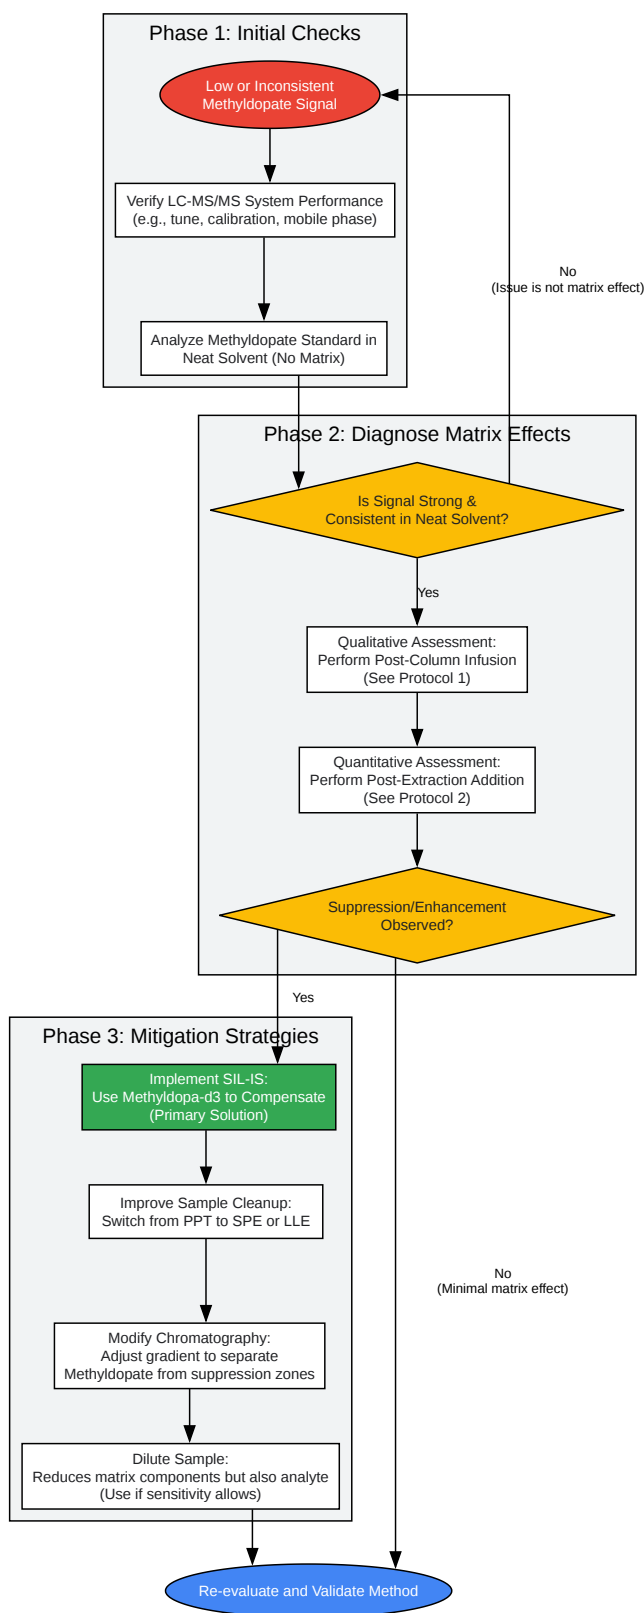 Phase 1: Initial Checks
Low or Inconsistent
Methyldopate Signal
Verify LC-MS/MS System Performance
(e.g., tune, calibration, mobile phase)
No
(Issue is not matrix effect)
Analyze Methyldopate Standard in
Neat Solvent (No Matrix)
Phase 2: Diagnose Matrix Effects
Is Signal Strong &
Consistent in Neat Solvent?
Yes
Qualitative Assessment:
Perform Post-Column Infusion
(See Protocol 1)
Quantitative Assessment:
Perform Post-Extraction Addition
(See Protocol 2)
Suppression/Enhancement
Observed?
Yes
Phase 3: Mitigation Strategies
Implement SIL-IS:
Use Methyldopa-d3 to Compensate
(Primary Solution)
Improve Sample Cleanup:
Switch from PPT to SPE or LLE
No
(Minimal matrix effect)
Modify Chromatography:
Adjust gradient to separate
Methyldopate from suppression zones
Dilute Sample:
Reduces matrix components but also analyte
(Use if sensitivity allows)
Re-evaluate and Validate Method